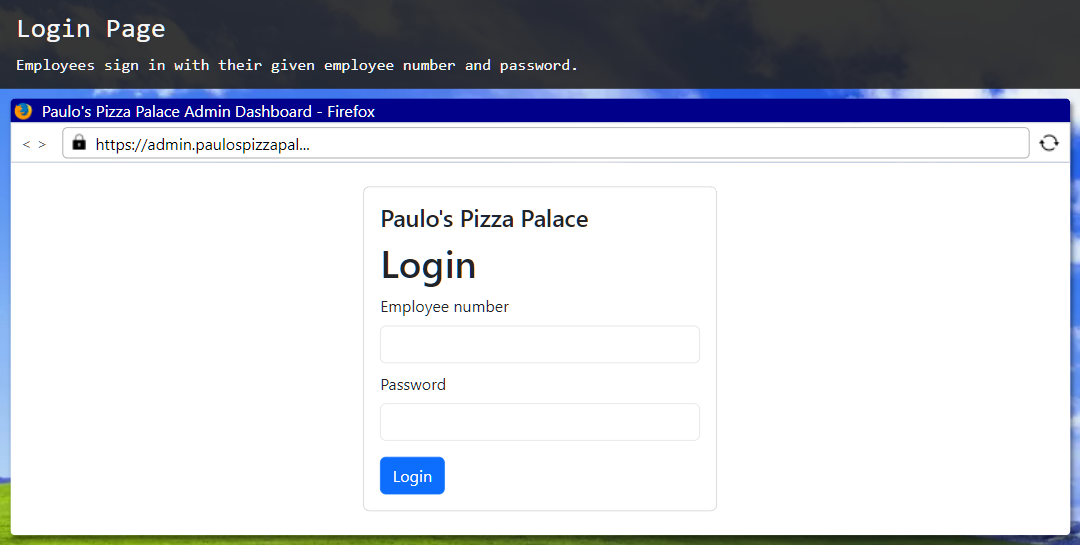 Login Page
Employees sign in with their given employee number and password.
Paulo's Pizza Palace Admin Dashboard - Firefox
< > https://admin.paulospizzapal...
Paulo's Pizza Palace
Login
Employee number
Password
Login